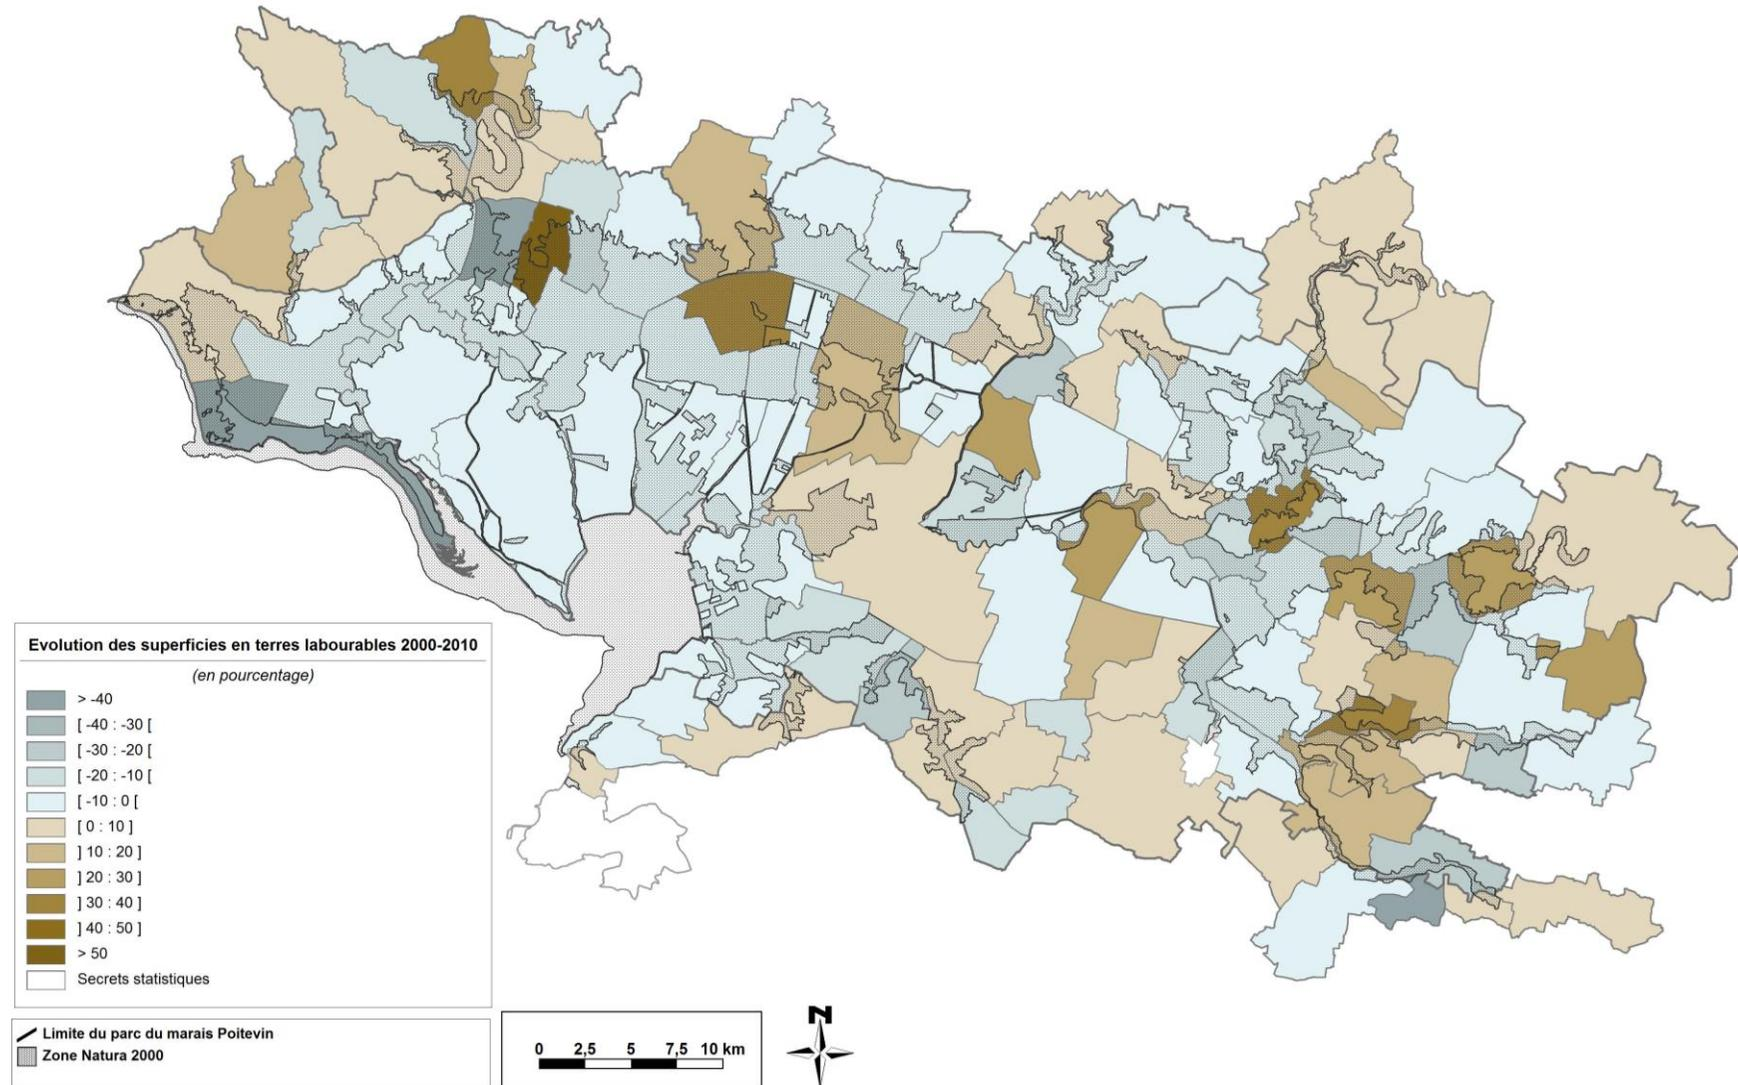 Evolution des superficies en terres labourables 2000-2010
(en pourcentage)
> -40
[ -40 : -30 [
[ -30 : -20 [
[ -20 : -10 [
[ -10 : 0 [
[ 0 : 10 ]
] 10 : 20 ]
] 20 : 30 ]
] 30 : 40 ]
] 40 : 50 ]
> 50
Secrets statistiques
Limite du parc du marais Poitevin
Zone Natura 2000
0 2,5 5 7,5 10 km
N